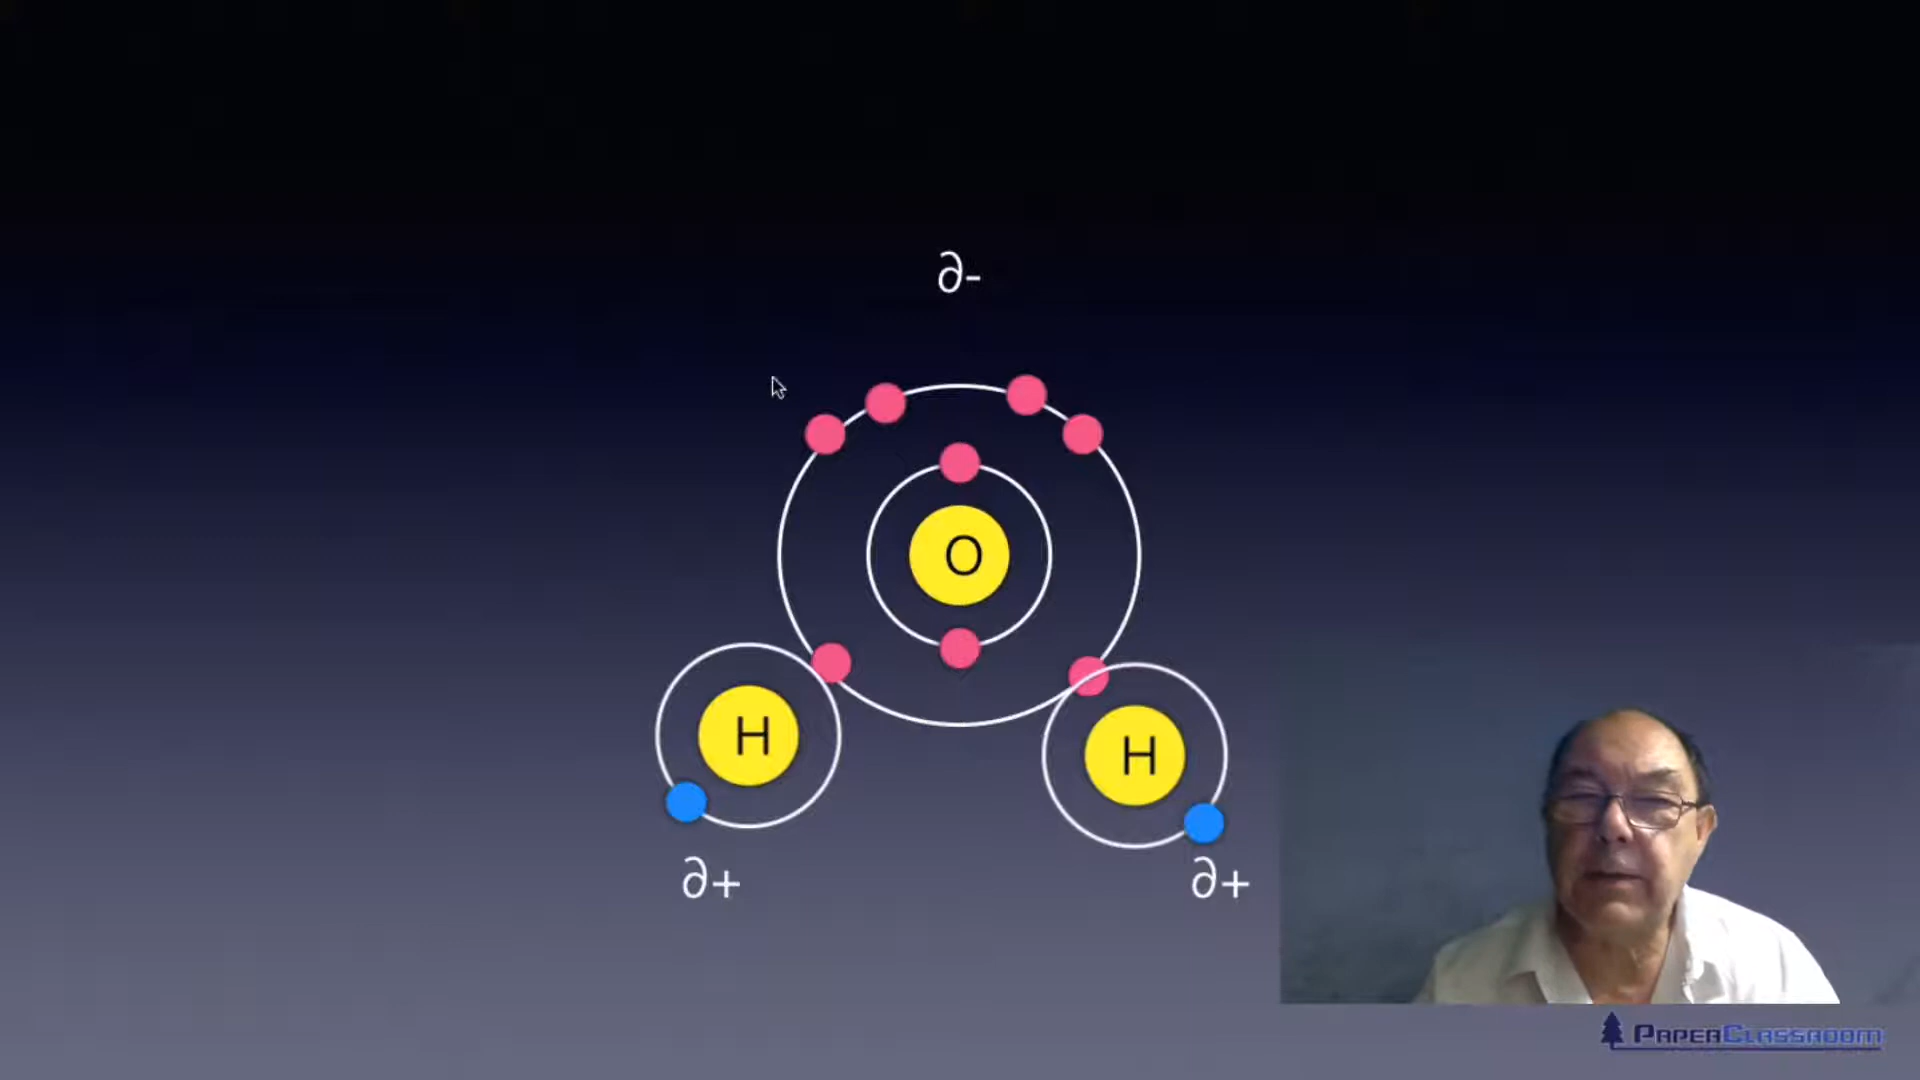 ∂-
O
H
H
∂+
∂+
PAPERCLASSROOM